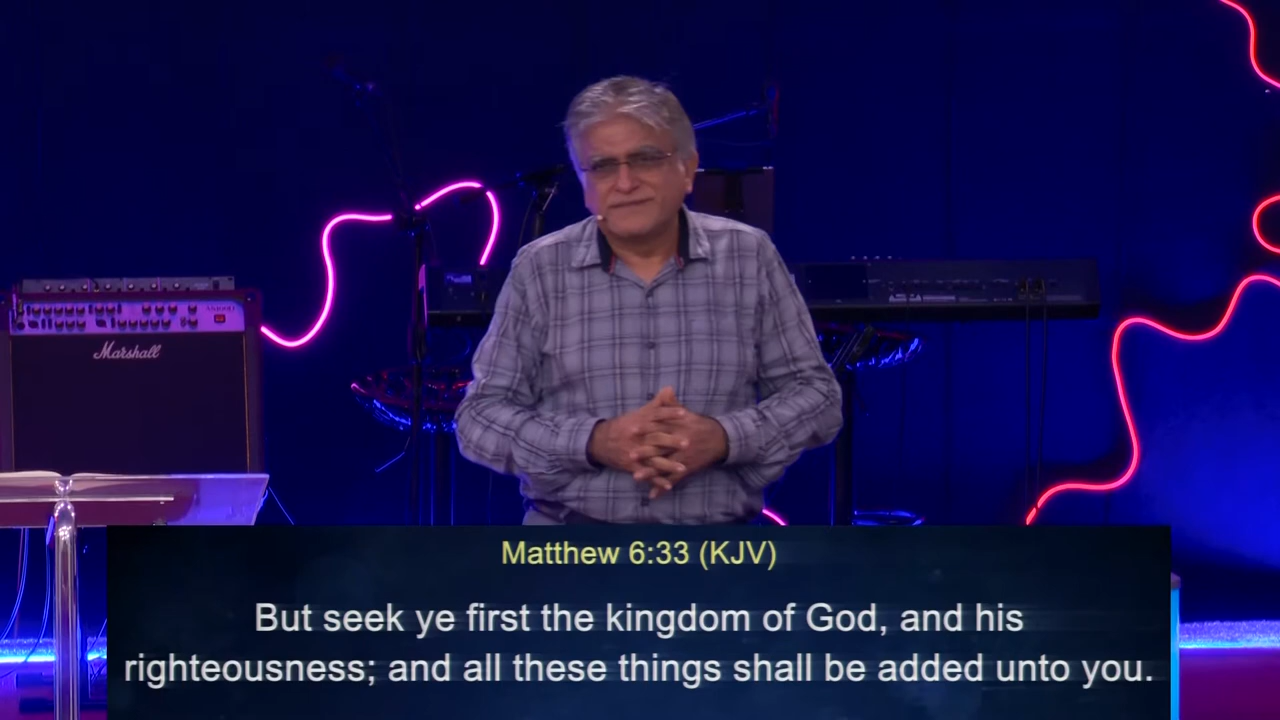 Marshall
Matthew 6:33 (KJV)
But seek ye first the kingdom of God, and his
righteousness; and all these things shall be added unto you.